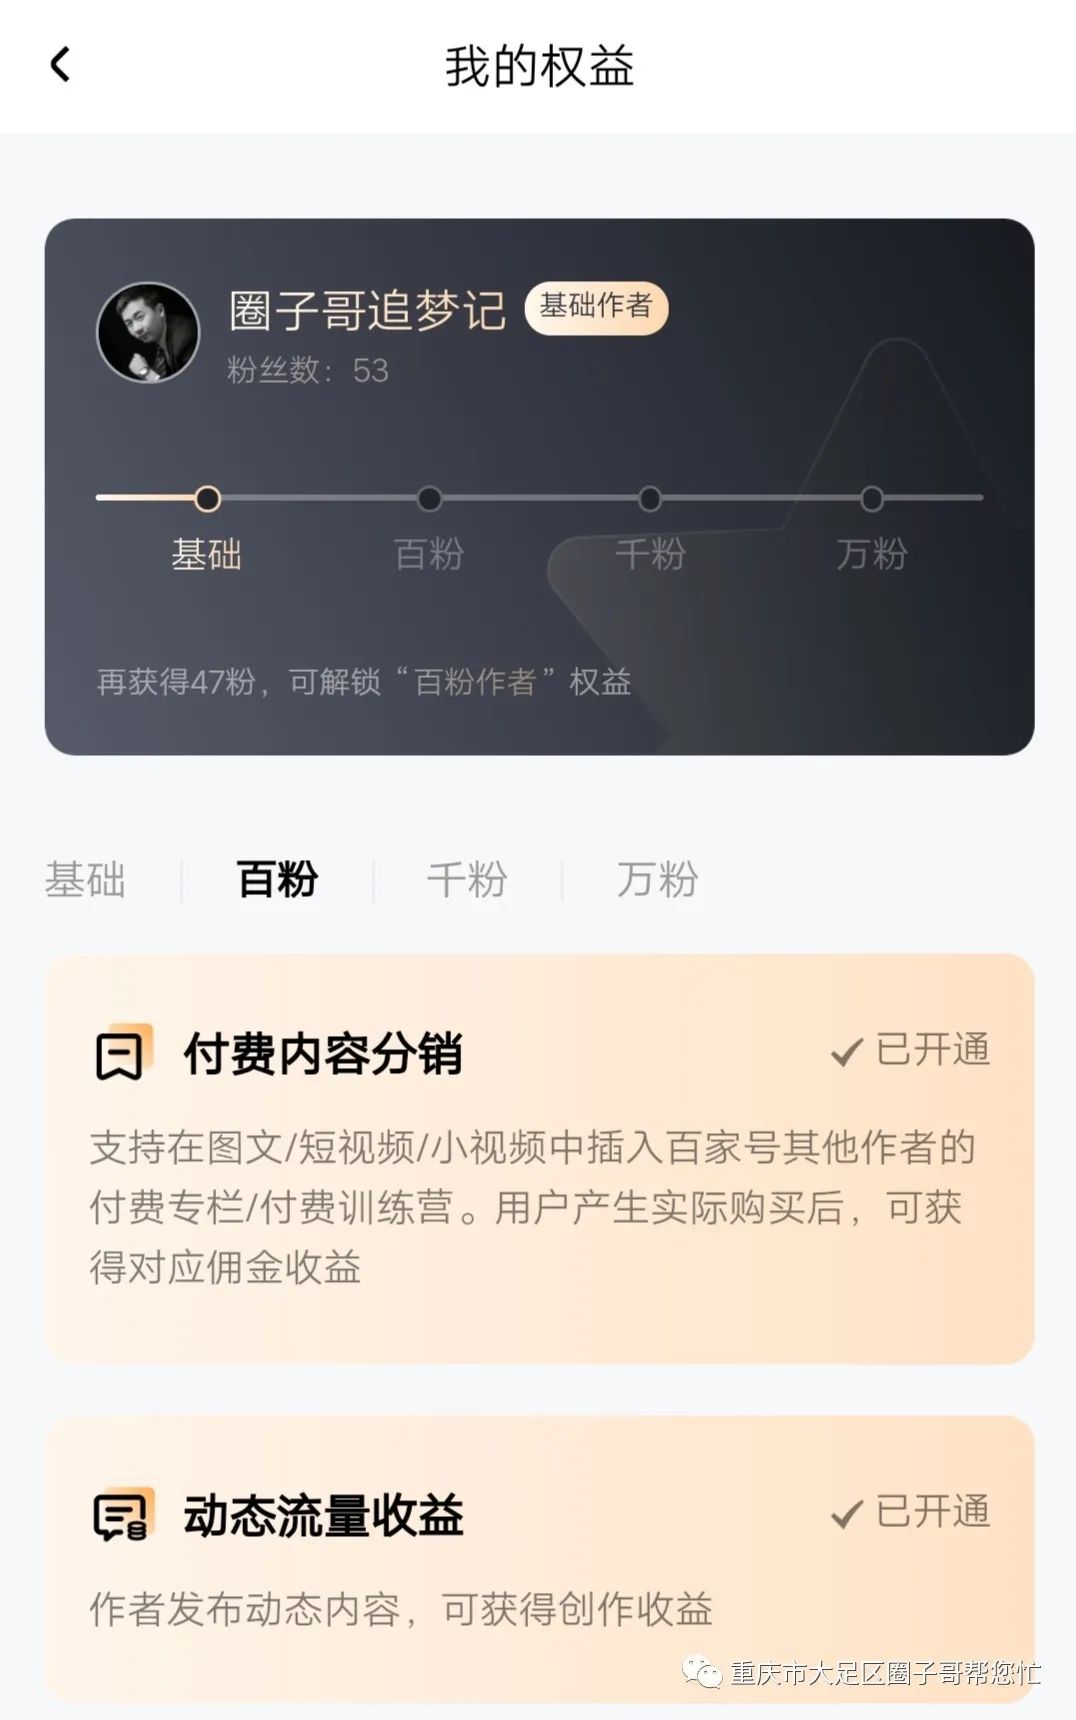 我的权益
圈子哥追梦记 基础作者
粉丝数：53
基础 百粉 千粉 万粉
再获得47粉，可解锁“百粉作者”权益
基础 百粉 千粉 万粉
付费内容分销 已开通
支持在图文/短视频/小视频中插入百家号其他作者的
付费专栏/付费训练营。用户产生实际购买后，可获
得对应佣金收益
动态流量收益 已开通
作者发布动态内容，可获得创作收益
重庆市大足区圈子哥帮您忙